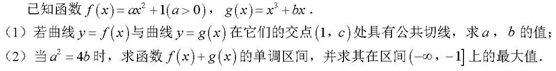 已知函数 f(x)=ax²+1(a>0)，g(x)=x³+bx．
（1）若曲线 y=f(x)与曲线 y=g(x)在它们的交点(1，c)处具有公共切线，求 a，b 的值；
（2）当 a²=4b 时，求函数 f(x)+g(x)的单调区间，并求其在区间(-∞，-1]上的最大值．